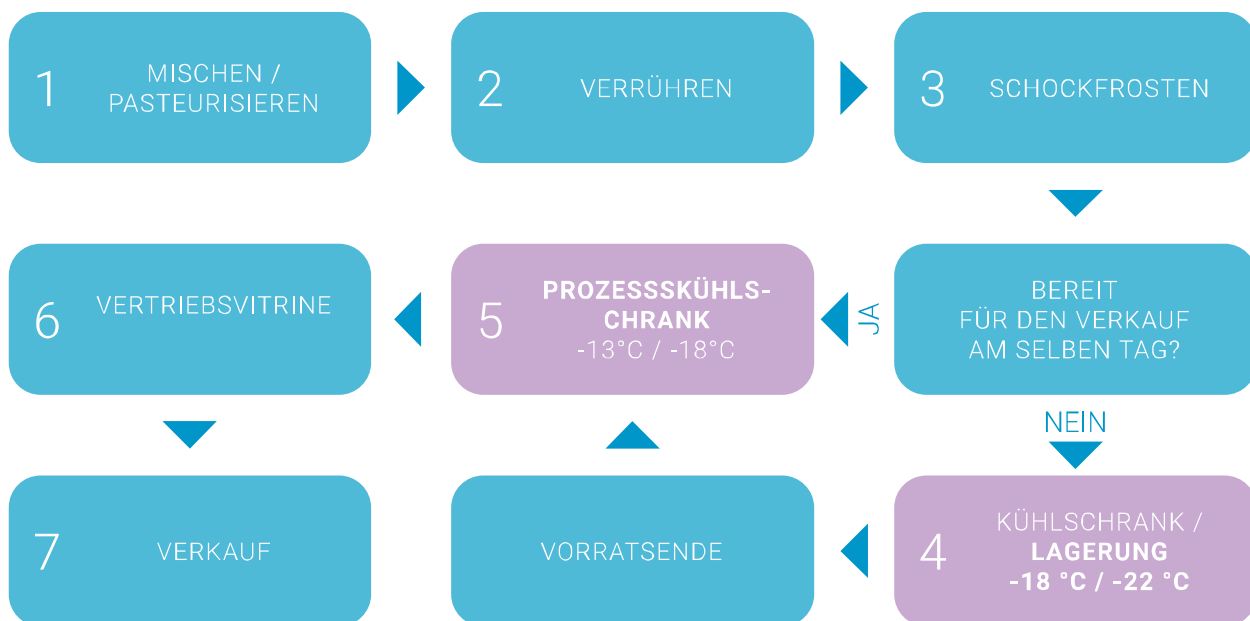 1
MISCHEN /
PASTEURISIEREN
2
VERRÜHREN
3
SCHOCKFROSTEN
BEREIT
FÜR DEN VERKAUF
AM SELBEN TAG?
JA
5
PROZESSSKÜHLS-
CHRANK
-13°C / -18°C
6
VERTRIEBSVITRINE
NEIN
4
KÜHLSCHRANK /
LAGERUNG
-18 °C / -22 °C
VORRATSENDE
7
VERKAUF